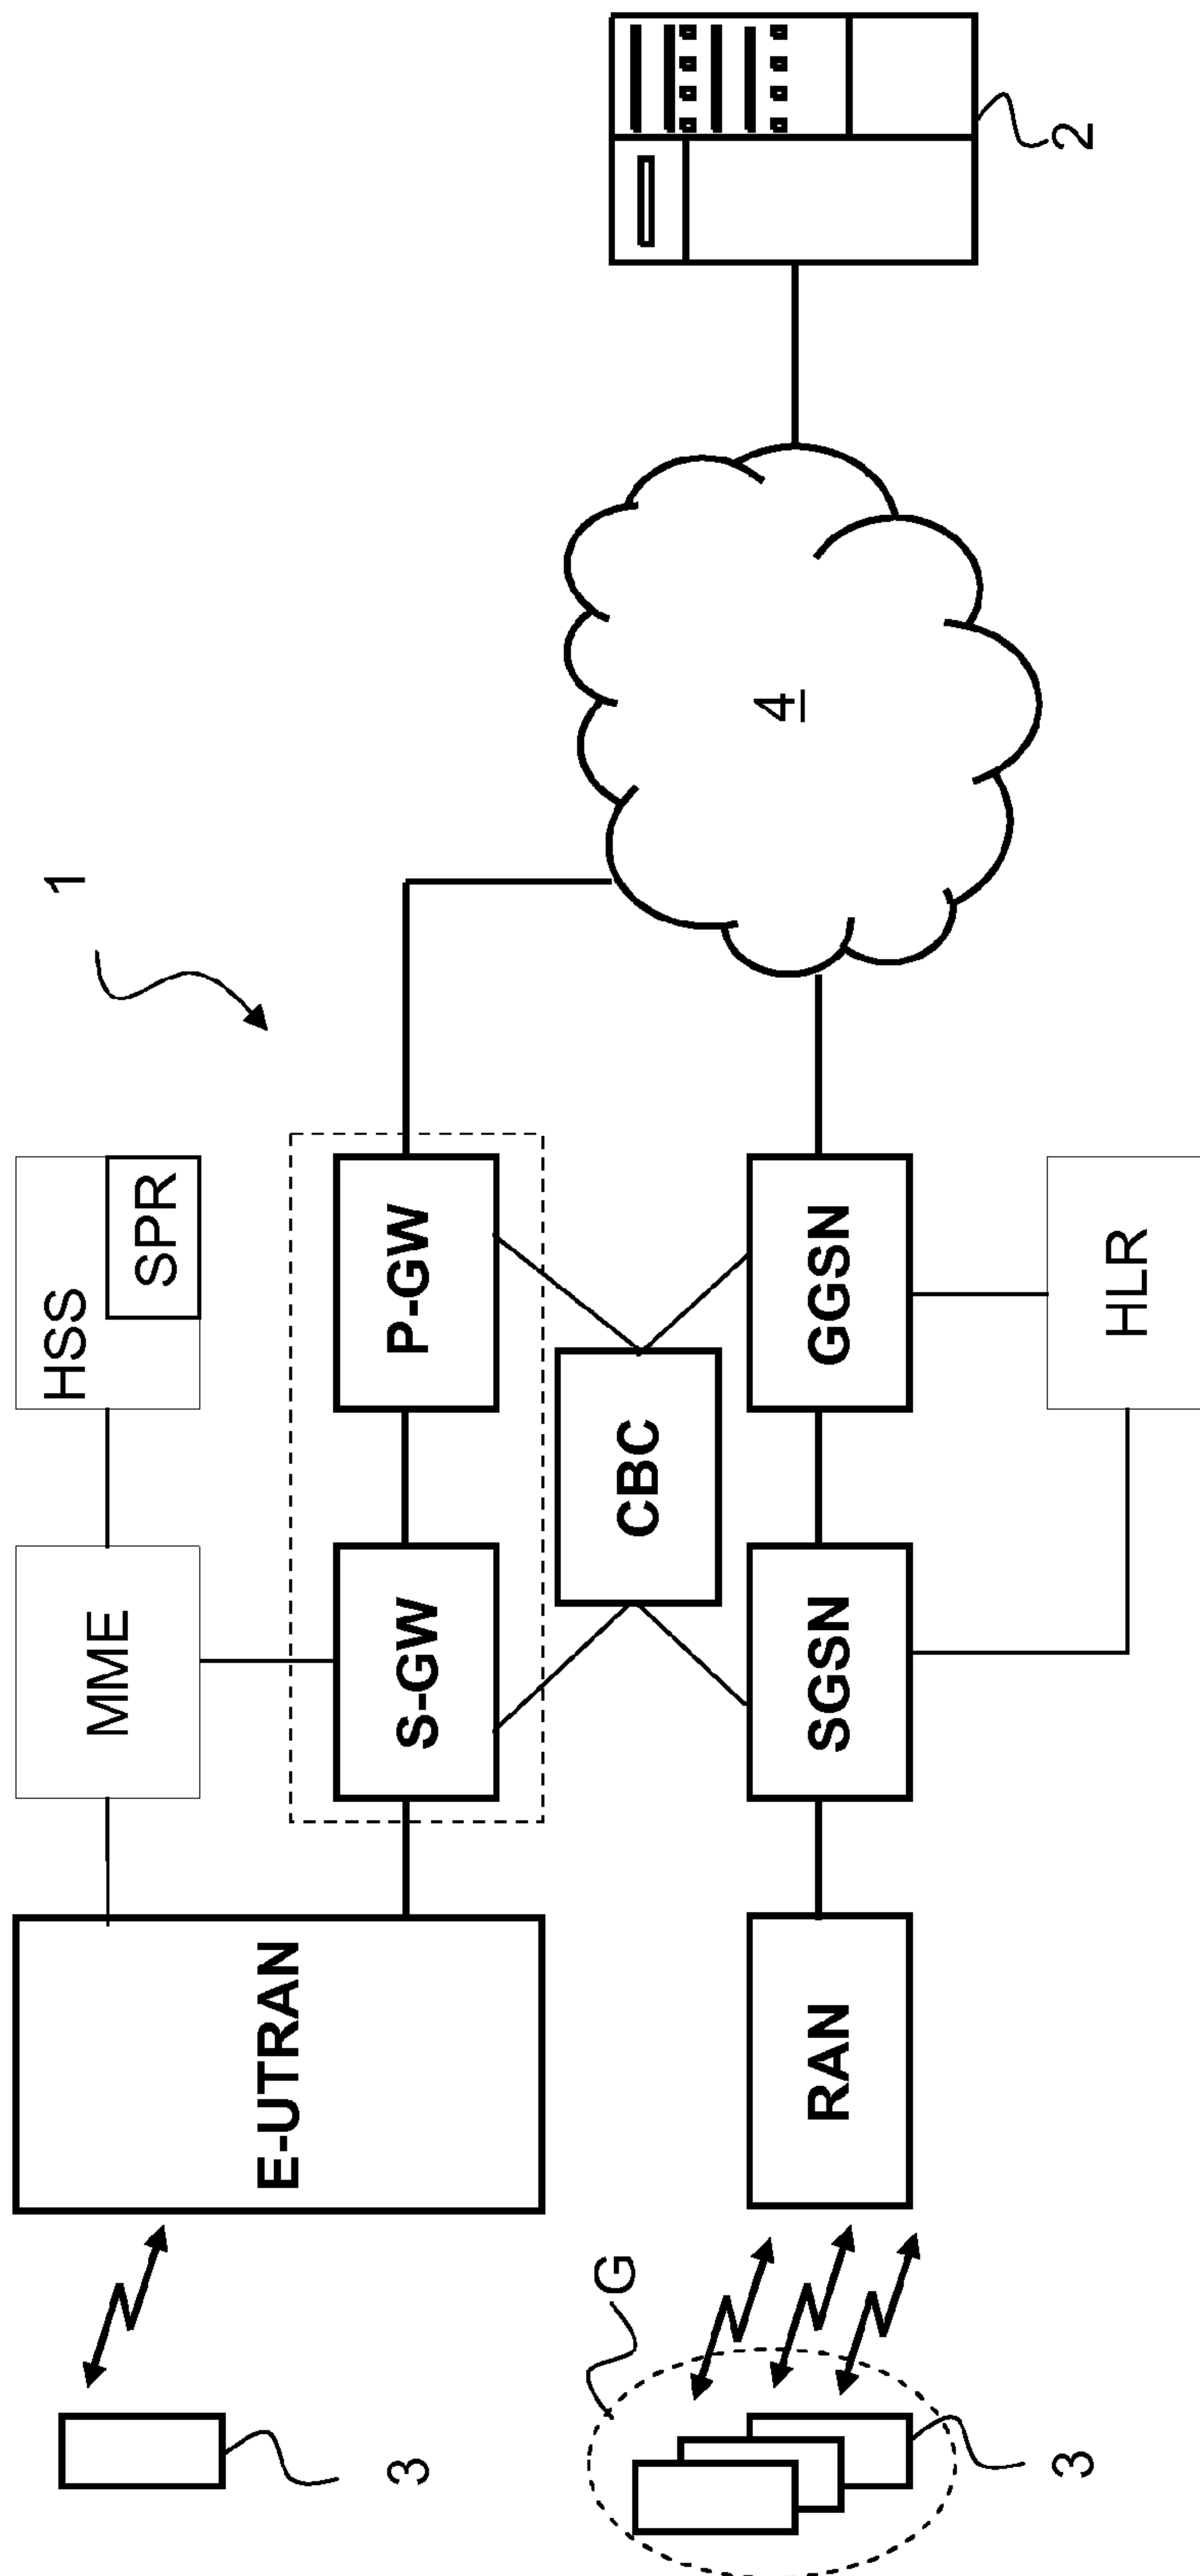 HSS
1
MME
SPR
E-UTRAN
3
S-GW
P-GW
G
CBC
4
RAN
SGSN
GGSN
3
2
HLR